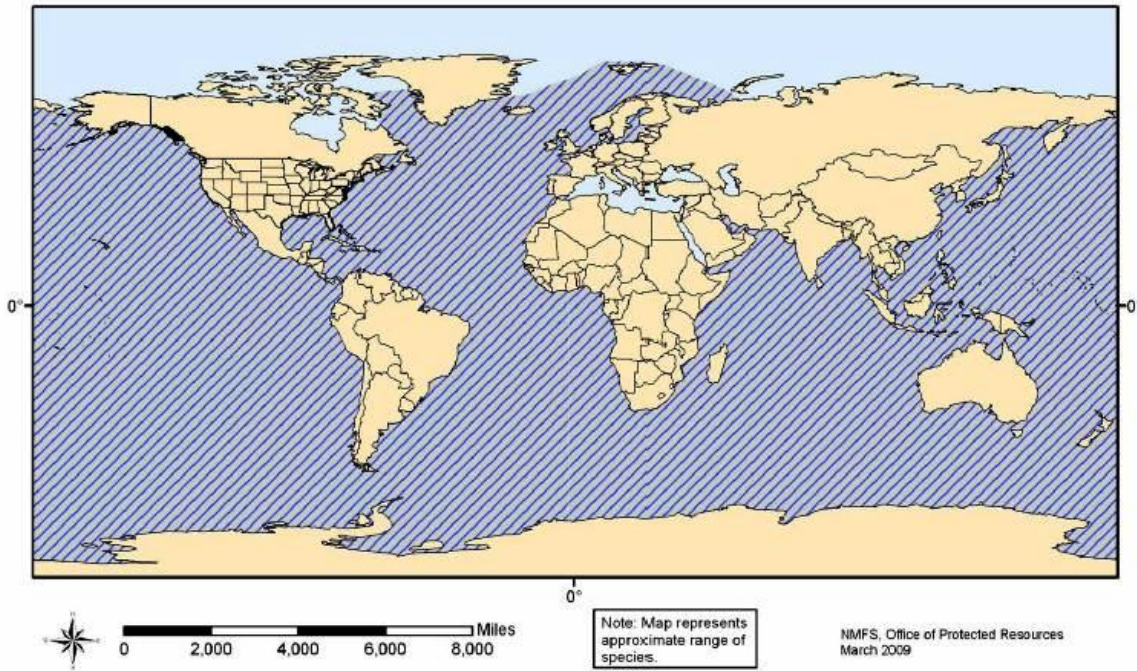 0°
0
0°
N
W
E
S
0
2,000
4,000
6,000
8,000
Miles
Note: Map represents
approximate range of
species.
NMFS, Office of Protected Resources
March 2009